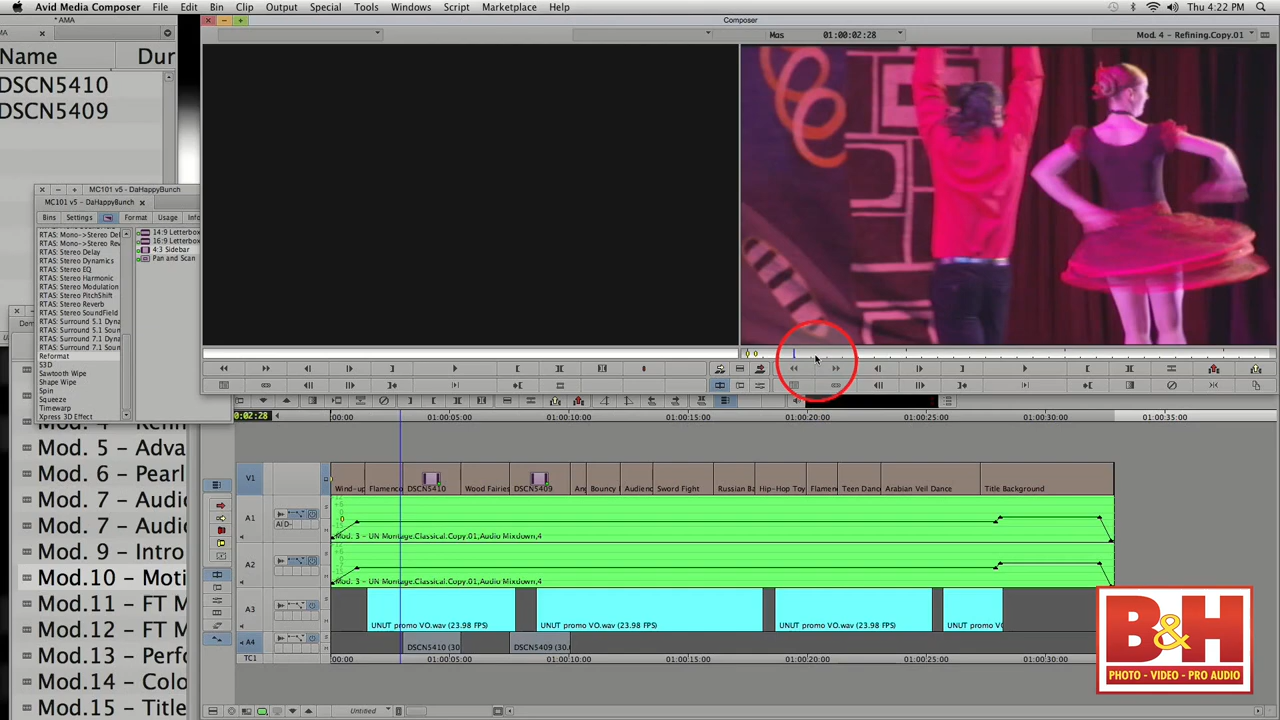 Avid Media Composer File Edit Bin Clip Output Special Tools Windows Script Marketplace Help Thu 4:22 PM
AMA
Composer
Mas 01:00:02:28 Mod. 4 - Refining.Copy.01
Name Dur
DSCN5410
DSCN5409
MC101 v5 - DaHappyBunch
MC101 v5 - DaHappyBunch
Bins Settings Format Usage Info
RTAS: Mono->Stereo Del
RTAS: Mono->Stereo Rev
RTAS: Stereo Delay
RTAS: Stereo Dynamics
RTAS: Stereo EQ
RTAS: Stereo Harmonic
RTAS: Stereo Modulation
RTAS: Stereo PitchShift
RTAS: Stereo Reverb
RTAS: Stereo SoundField
RTAS: Surround 5.1 Dyna
RTAS: Surround 5.1 Soun
RTAS: Surround 7.1 Dyna
RTAS: Surround 7.1 Soun
Reformat
S3D
Sawtooth Wipe
Shape Wipe
Spin
Squeeze
Timewarp
Xpress 3D Effect
14:9 Letterbox
16:9 Letterbox
4:3 Sidebar
Pan and Scan
Mod. 5 - Adva
Mod. 6 - Pearl
Mod. 7 - Audio
Mod. 7 - Audio
Mod. 9 - Intro
Mod.10 - Moti
Mod.11 - FT M
Mod.12 - FT M
Mod.13 - Perfo
Mod.14 - Colo
Mod.15 - Title
0:00:02:28 00:00 01:00:05:00 01:00:10:00 01:00:15:00 01:00:20:00 01:00:25:00 01:00:30:00 01:00:35:00
V1 Wind-up Flamenco DSCN5410 Wood Fairies DSCN5409 Bouncy Audienc Sword Fight Russian Ba Hip-Hop Toy Flamen Teen Danc Arabian Veil Dance Title Background
A1 Mod. 3 - UN Montage.Classical.Copy.01,Audio Mixdown,4
A2 Mod. 3 - UN Montage.Classical.Copy.01,Audio Mixdown,4
A3 UNUT promo VO.wav (23.98 FPS) UNUT promo VO.wav (23.98 FPS) UNUT promo VO.wav (23.98 FPS) UNUT promo V
A4 DSCN5410 (30 DSCN5409 (30.
TC1 00:00 01:00:05:00 01:00:10:00 01:00:15:00 01:00:20:00 01:00:25:00 01:00:30:00
Untitled
B&H
PHOTO - VIDEO - PRO AUDIO